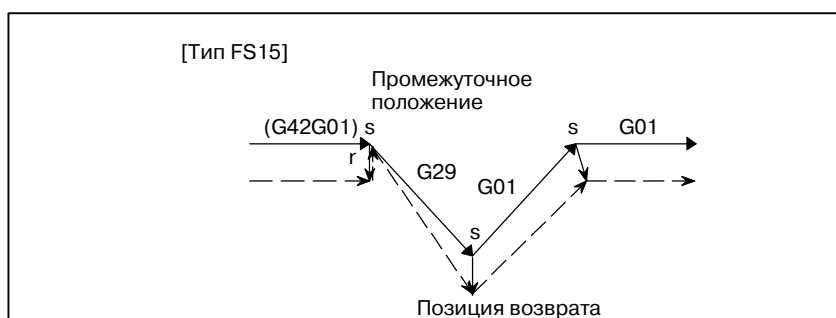 [Тип FS15]
Промежуточное
положение
(G42G01) s
s G01
r
G29
G01
s
Позиция возврата